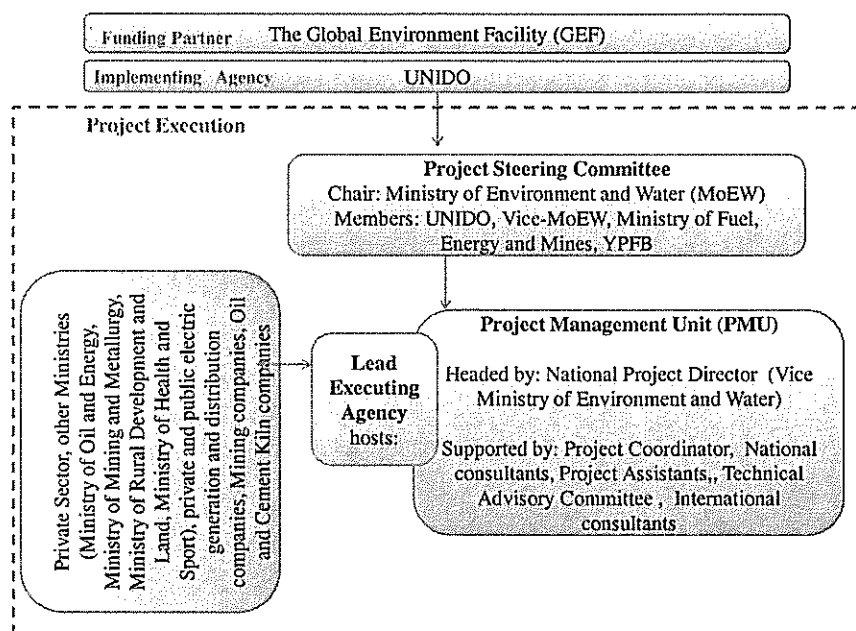 Funding Partner The Global Environment Facility (GEF)
Implementing Agency UNIDO
Project Execution
Project Steering Committee
Chair: Ministry of Environment and Water (MoEW)
Members: UNIDO, Vice-MoEW, Ministry of Fuel,
Energy and Mines, YPFB
Private Sector, other Ministries
(Ministry of Oil and Energy,
Ministry of Mining and Metallurgy,
Ministry of Rural Development and
Land, Ministry of Health and
Sport), private and public electric
generation and distribution
companies, Mining companies, Oil
and Cement Kiln companies
Lead
Executing
Agency
hosts:
Project Management Unit (PMU)
Headed by: National Project Director (Vice
Ministry of Environment and Water)
Supported by: Project Coordinator, National
consultants, Project Assistants,, Technical
Advisory Committee , International
consultants